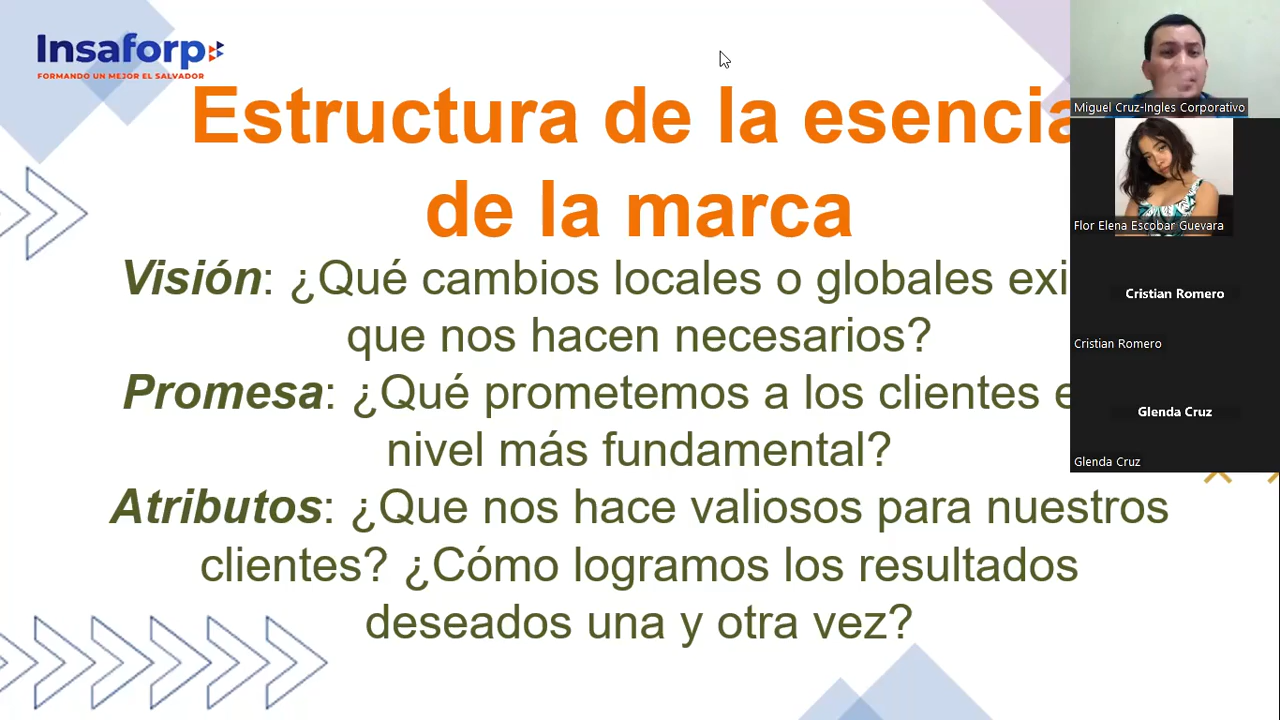 Insaforp
FORMANDO UN MEJOR EL SALVADOR
Estructura de la esencia
de la marca
Visión: ¿Qué cambios locales o globales exi
que nos hacen necesarios?
Promesa: ¿Qué prometemos a los clientes e
nivel más fundamental?
Atributos: ¿Que nos hace valiosos para nuestros
clientes? ¿Cómo logramos los resultados
deseados una y otra vez?
Miguel Cruz-Ingles Corporativo
Flor Elena Escobar Guevara
Cristian Romero
Cristian Romero
Glenda Cruz
Glenda Cruz